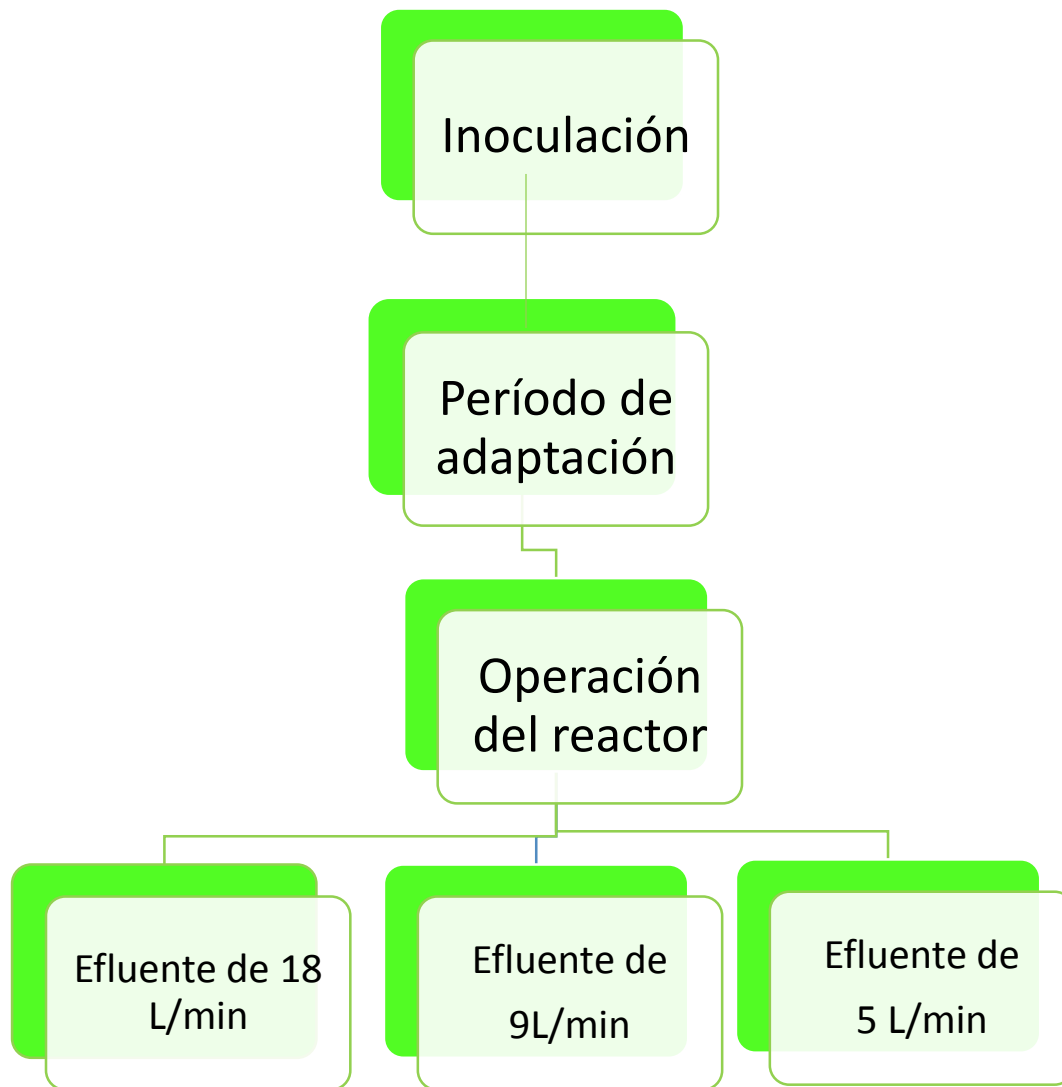 Inoculación
Período de
adaptación
Operación
del reactor
Efluente de 18
L/min
Efluente de
9L/min
Efluente de
5 L/min